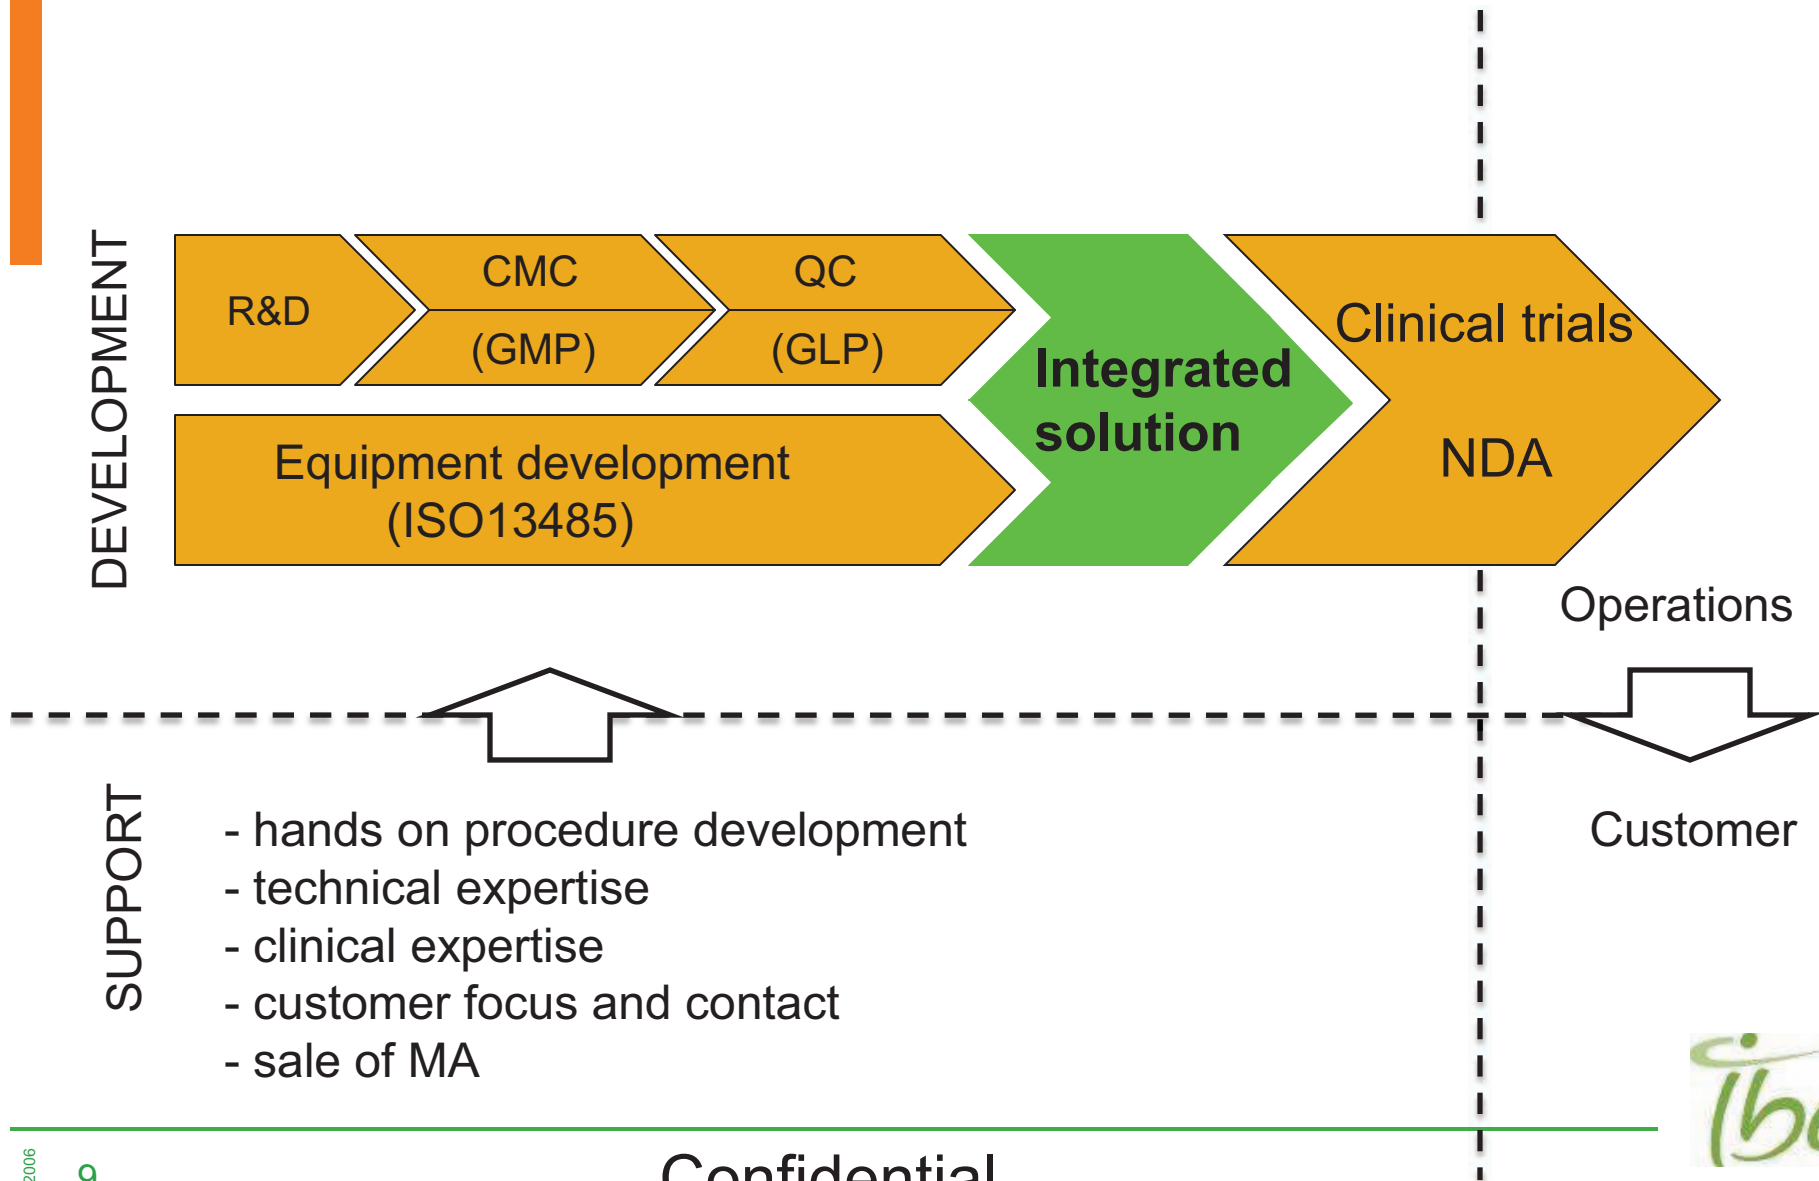 DEVELOPMENT
R&D
CMC
(GMP)
QC
(GLP)
Equipment development
(ISO13485)
Integrated
solution
Clinical trials
NDA
Operations
SUPPORT
- hands on procedure development
- technical expertise
- clinical expertise
- customer focus and contact
- sale of MA
Customer
2006
9
Confidential